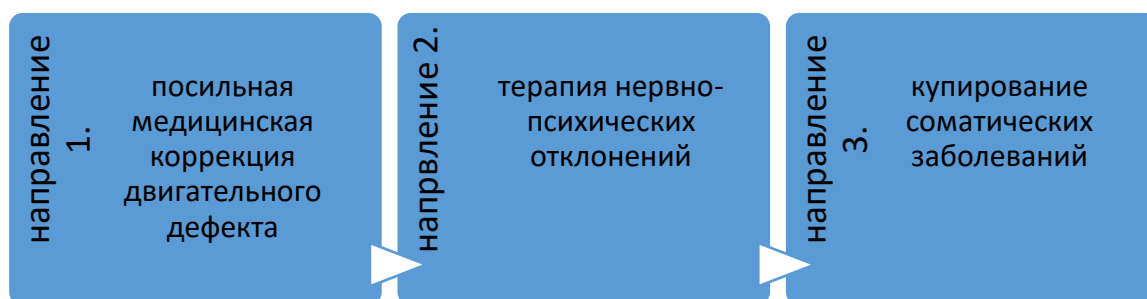 направление
1.
посильная
медицинская
коррекция
двигательного
дефекта
напрвление 2.
терапия нервно-
психических
отклонений
направление
3.
купирование
соматических
заболеваний